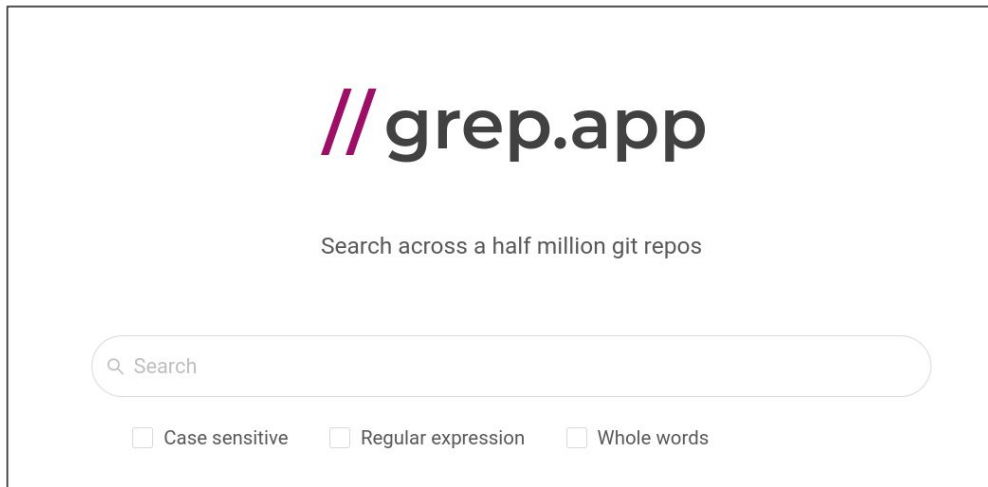 //grep.app
Search across a half million git repos
Search
Case sensitive Regular expression Whole words